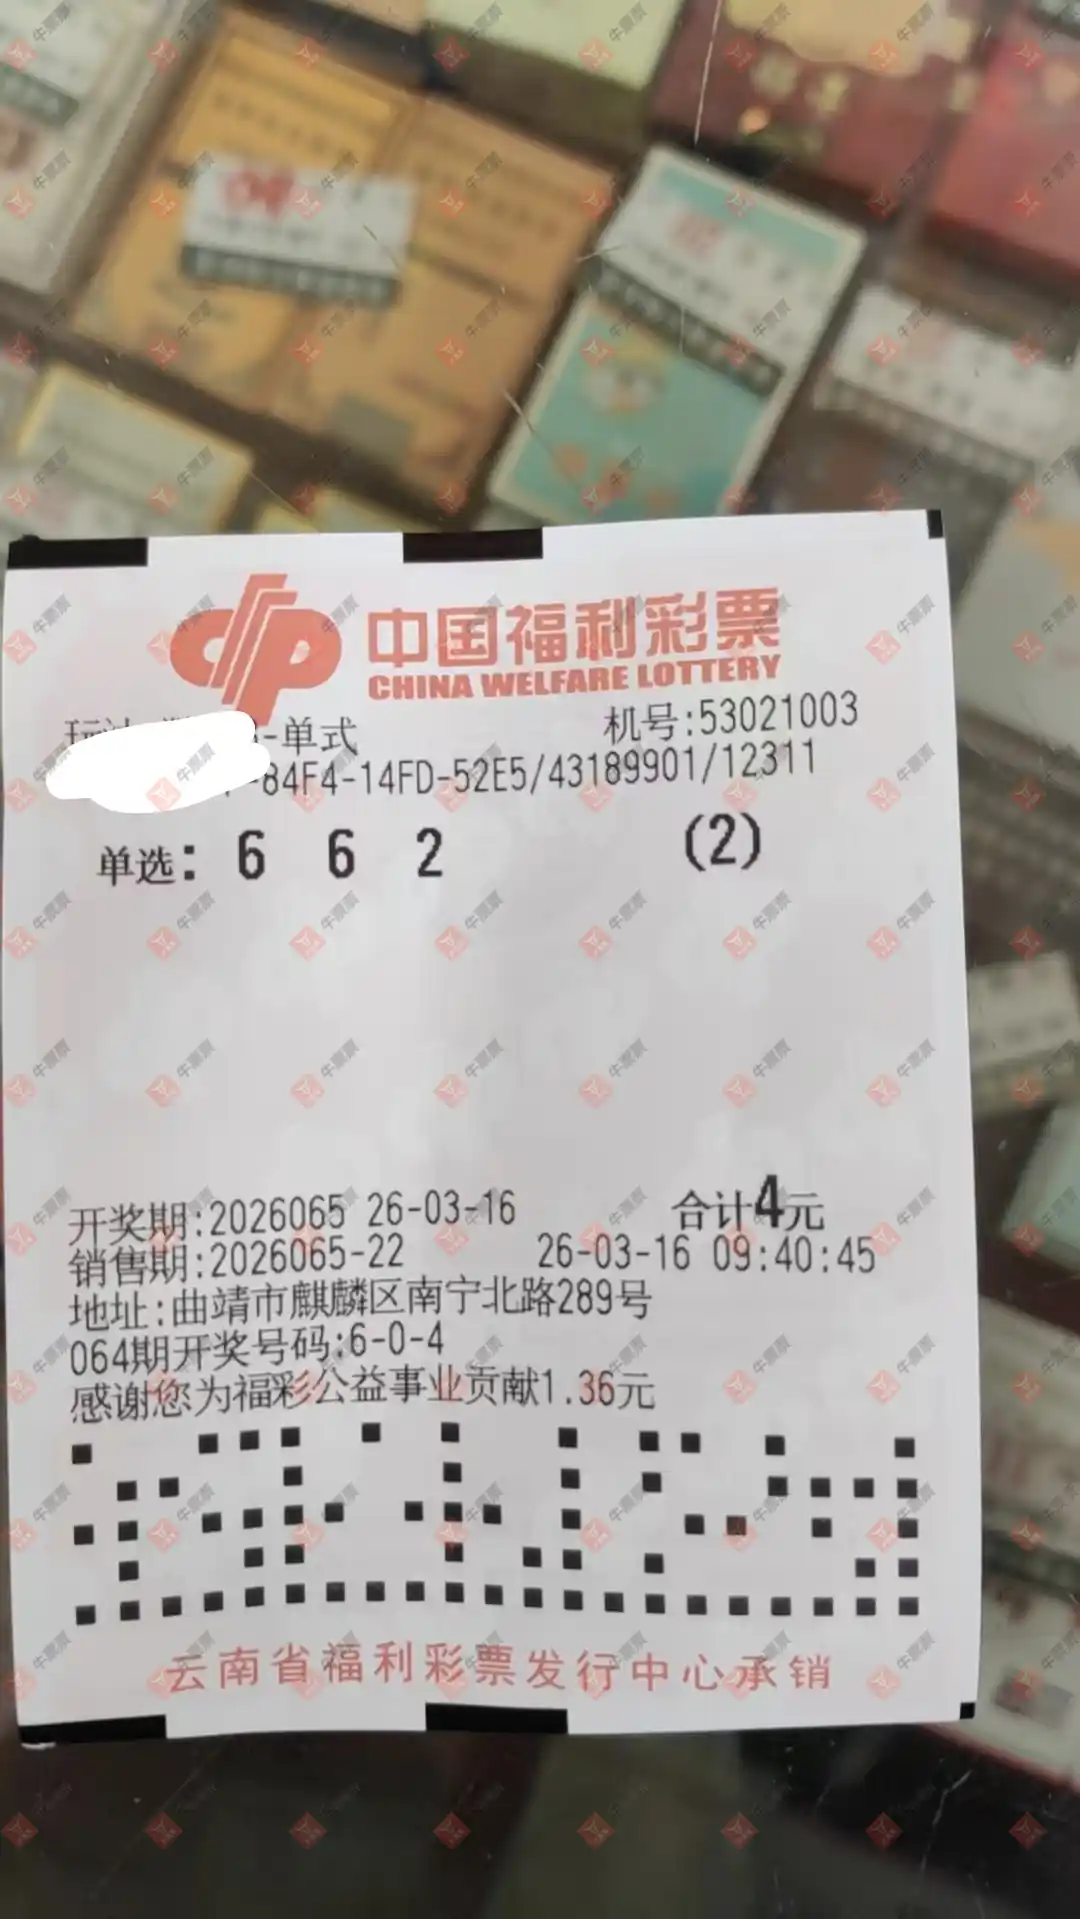 中国福利彩票
CHINA WELFARE LOTTERY
-单式 机号:53021003
-84F4-14FD-52E5/43189901/12311
单选: 6 6 2 (2)
开奖期:2026065 26-03-16 合计4元
销售期:2026065-22 26-03-16 09:40:45
地址:曲靖市麒麟区南宁北路289号
064期开奖号码:6-0-4
感谢您为福彩公益事业贡献1.36元
云南省福利彩票发行中心承销
牛票票